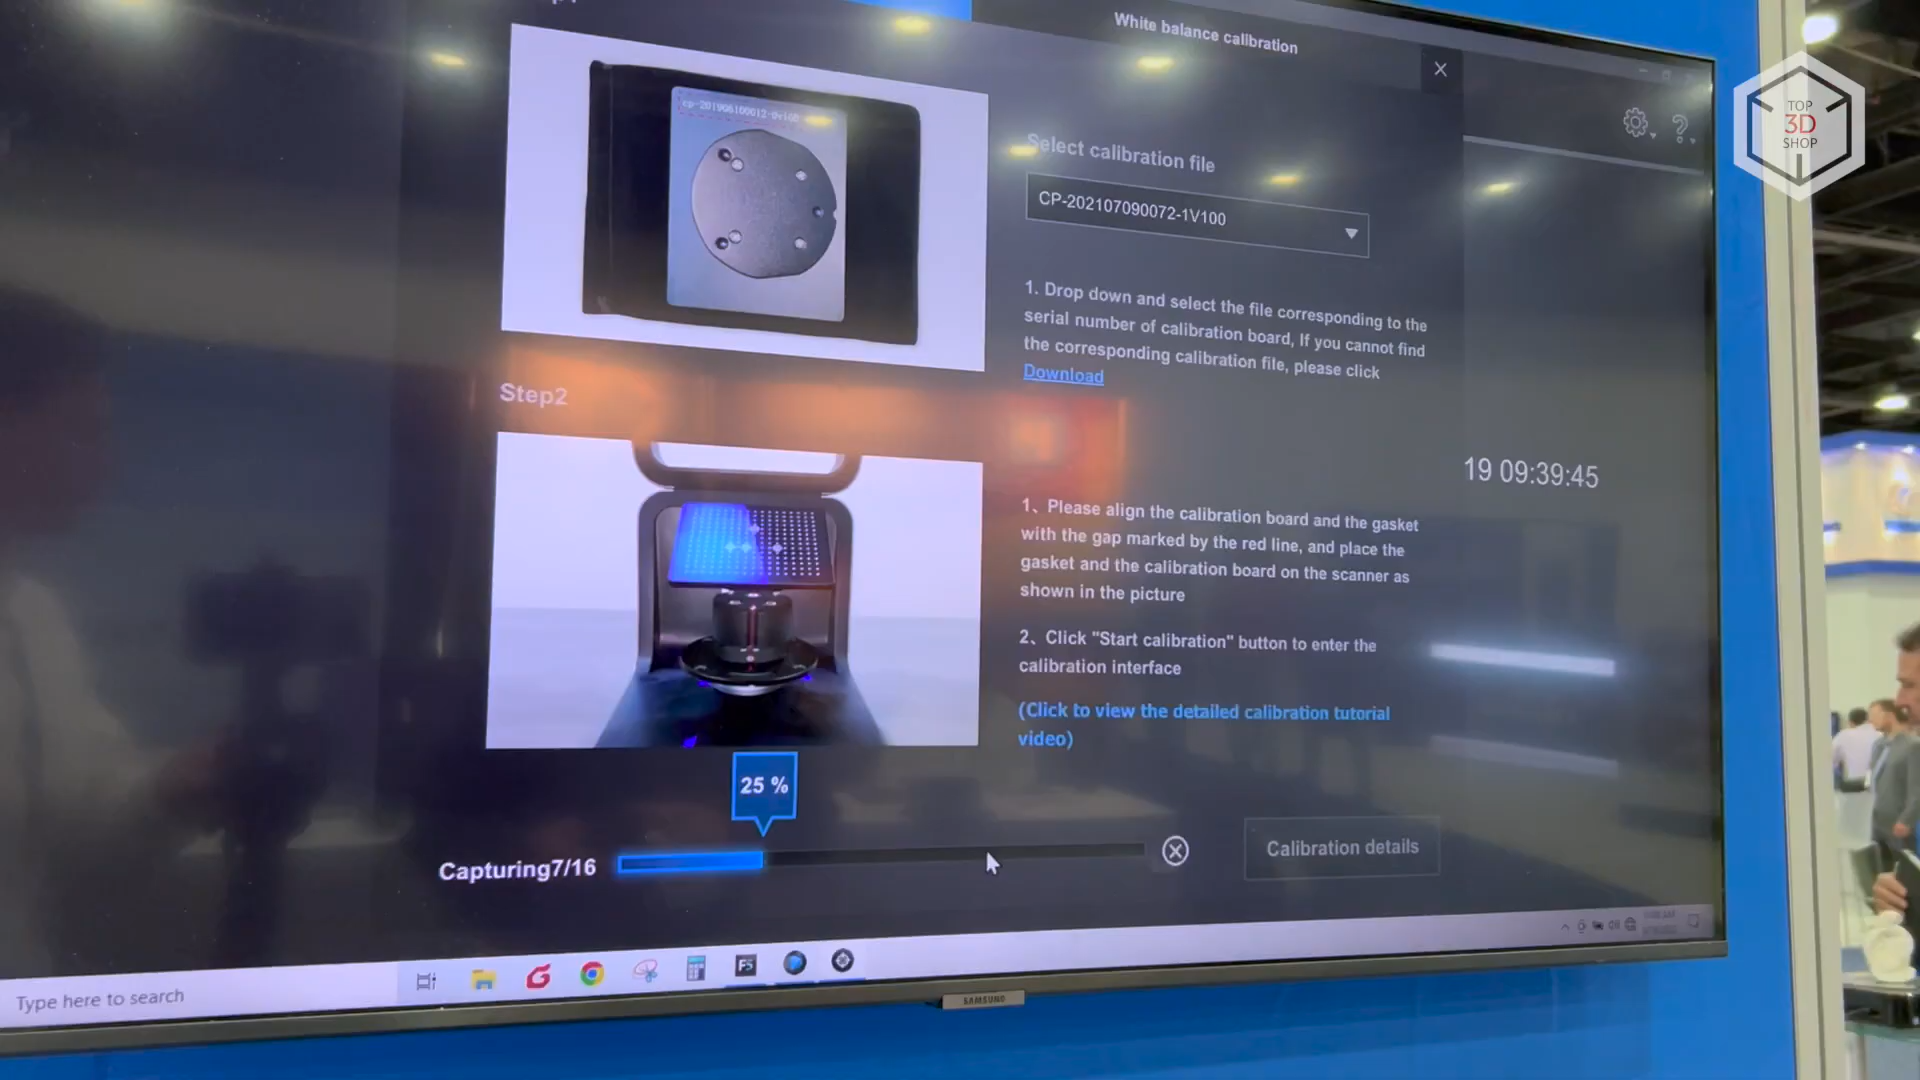 White balance calibration
TOP
3D
SHOP
cp-201906100012-0v100
Select calibration file
CP-202107090072-1V100
1. Drop down and select the file corresponding to the
serial number of calibration board, If you cannot find
the corresponding calibration file, please click
Download
Step2
19 09:39:45
1、Please align the calibration board and the gasket
with the gap marked by the red line, and place the
gasket and the calibration board on the scanner as
shown in the picture
2、Click "Start calibration" button to enter the
calibration interface
(Click to view the detailed calibration tutorial
video)
25 %
Capturing7/16
Calibration details
Type here to search
F5
SAMSUNG